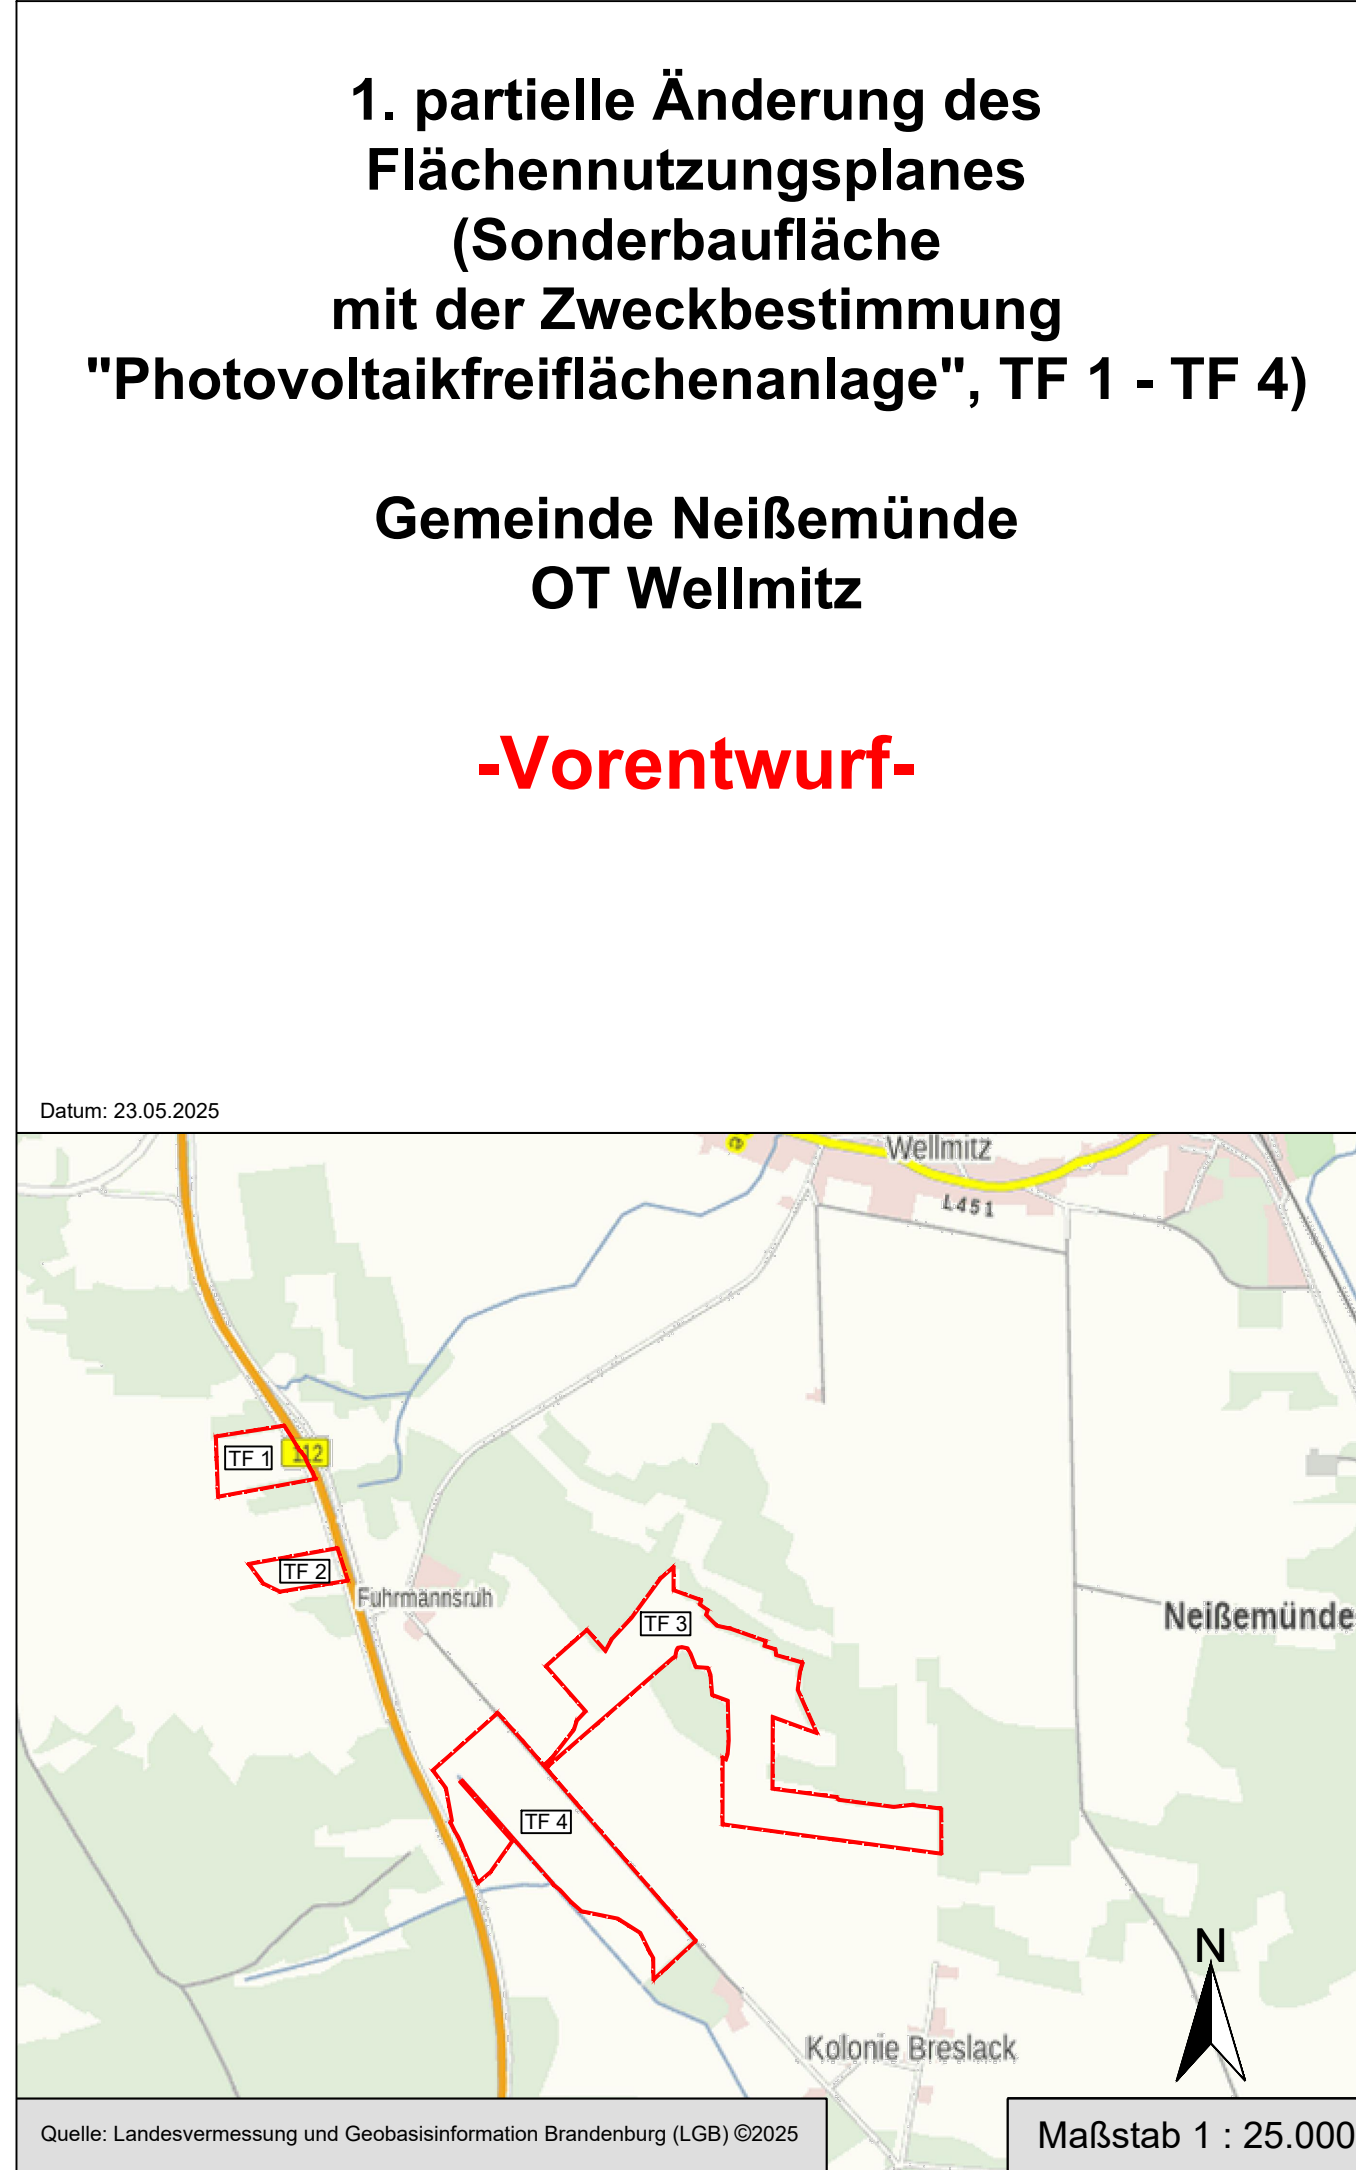 1. partielle Änderung des
Flächennutzungsplanes
(Sonderbaufläche
mit der Zweckbestimmung
"Photovoltaikfreiflächenanlage", TF 1 - TF 4)
Gemeinde Neißemünde
OT Wellmitz
-Vorentwurf-
Datum: 23.05.2025
Wellmitz
L451
TF 1
112
TF 2
Fuhrmannsruh
TF 3
Neißemünde
TF 4
N
Kolonie Breslack
Quelle: Landesvermessung und Geobasisinformation Brandenburg (LGB) ©2025
Maßstab 1 : 25.000